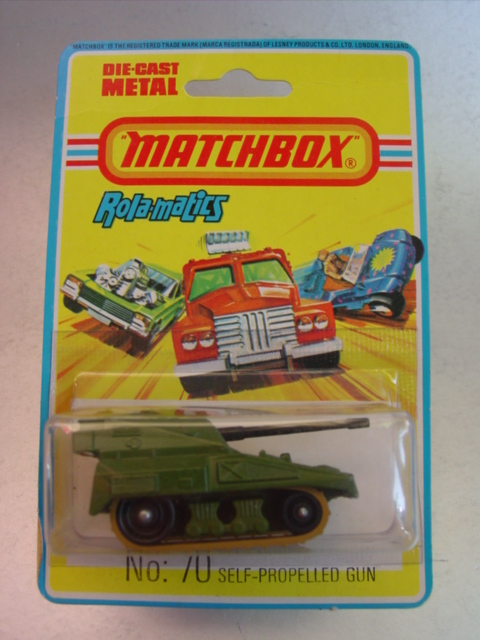 "MATCHBOX" IS THE REGISTERED TRADE MARK (MARCA REGISTRADA) OF LESNEY PRODUCTS & CO. LTD. LONDON, ENGLAND
DIE-CAST
METAL
"MATCHBOX"®
Rola-matics
No: 70 SELF-PROPELLED GUN